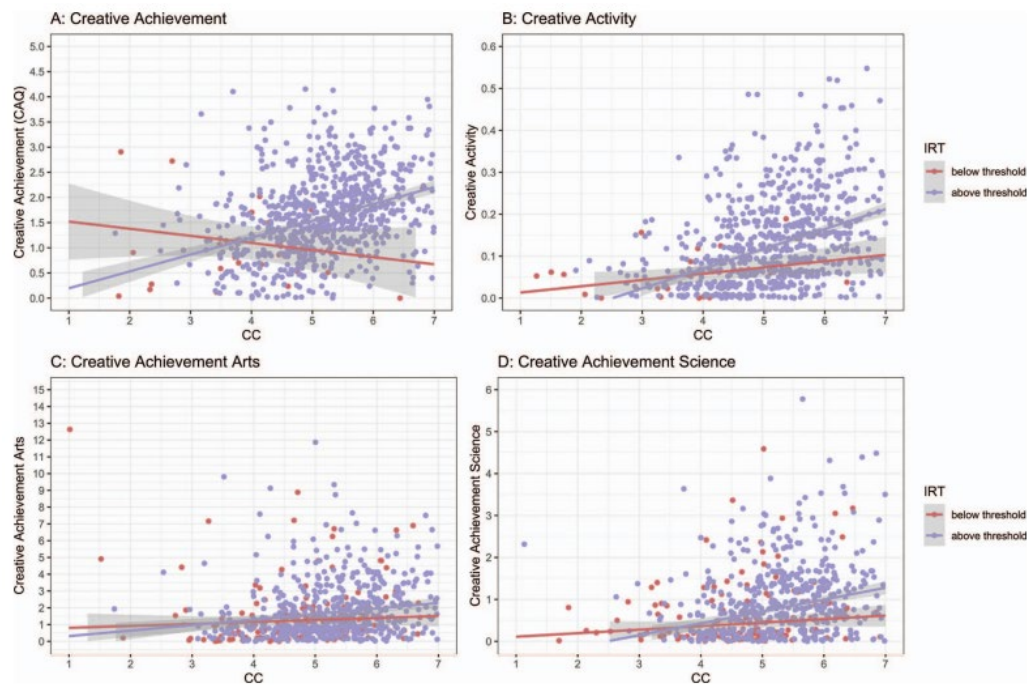 A: Creative Achievement
5.0
4.5
4.0
3.5
3.0
2.5
2.0
1.5
1.0
0.5
0.0
Creative Achievement (CAQ)
1 2 3 4 5 6 7
CC
B: Creative Activity
0.6
0.5
0.4
0.3
0.2
0.1
0.0
Creative Activity
1 2 3 4 5 6 7
CC
IRT
below threshold
above threshold
C: Creative Achievement Arts
15
14
13
12
11
10
9
8
7
6
5
4
3
2
1
0
Creative Achievement Arts
1 2 3 4 5 6 7
CC
D: Creative Achievement Science
6
5
4
3
2
1
0
Creative Achievement Science
1 2 3 4 5 6 7
CC
IRT
below threshold
above threshold